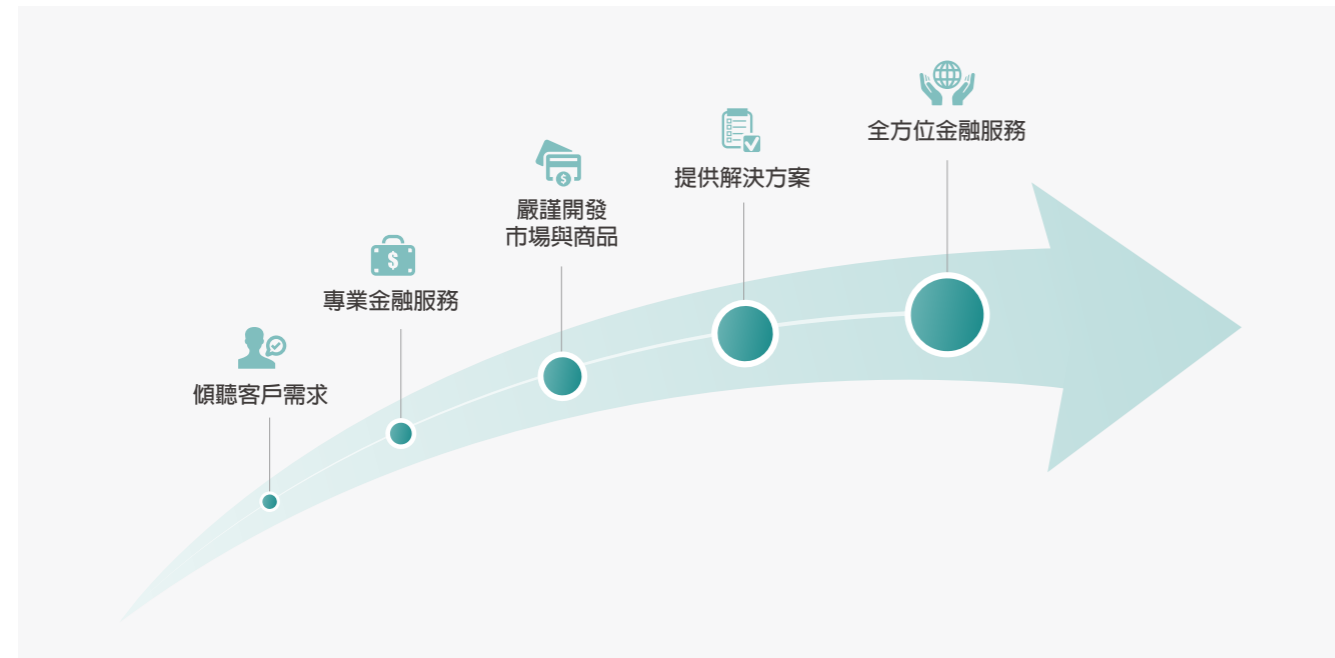 傾聽客戶需求
專業金融服務
嚴謹開發
市場與商品
提供解決方案
全方位金融服務